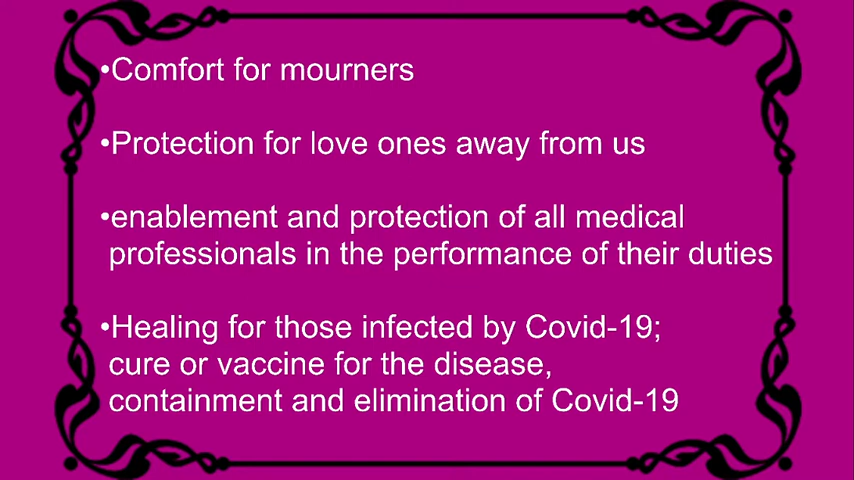 •Comfort for mourners
•Protection for love ones away from us
•enablement and protection of all medical
professionals in the performance of their duties
•Healing for those infected by Covid-19;
cure or vaccine for the disease,
containment and elimination of Covid-19